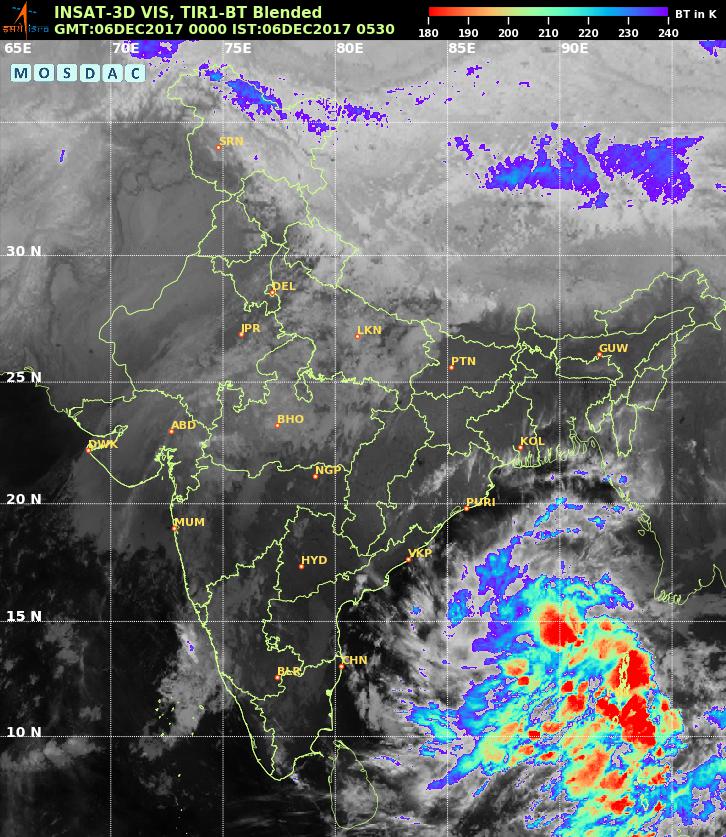 INSAT-3D VIS, TIR1-BT Blended
GMT:06DEC2017 0000 IST:06DEC2017 0530
BT in K
180 190 200 210 220 230 240
65E 70E 75E 80E 85E 90E
M O S D A C
SRN
30 N
DEL
JPR LKN
GUW
PTN
25 N
ABD BHO
DWK KOL
NGP
20 N PURI
MUM
VKP
HYD
15 N
CHN
BLR
10 N